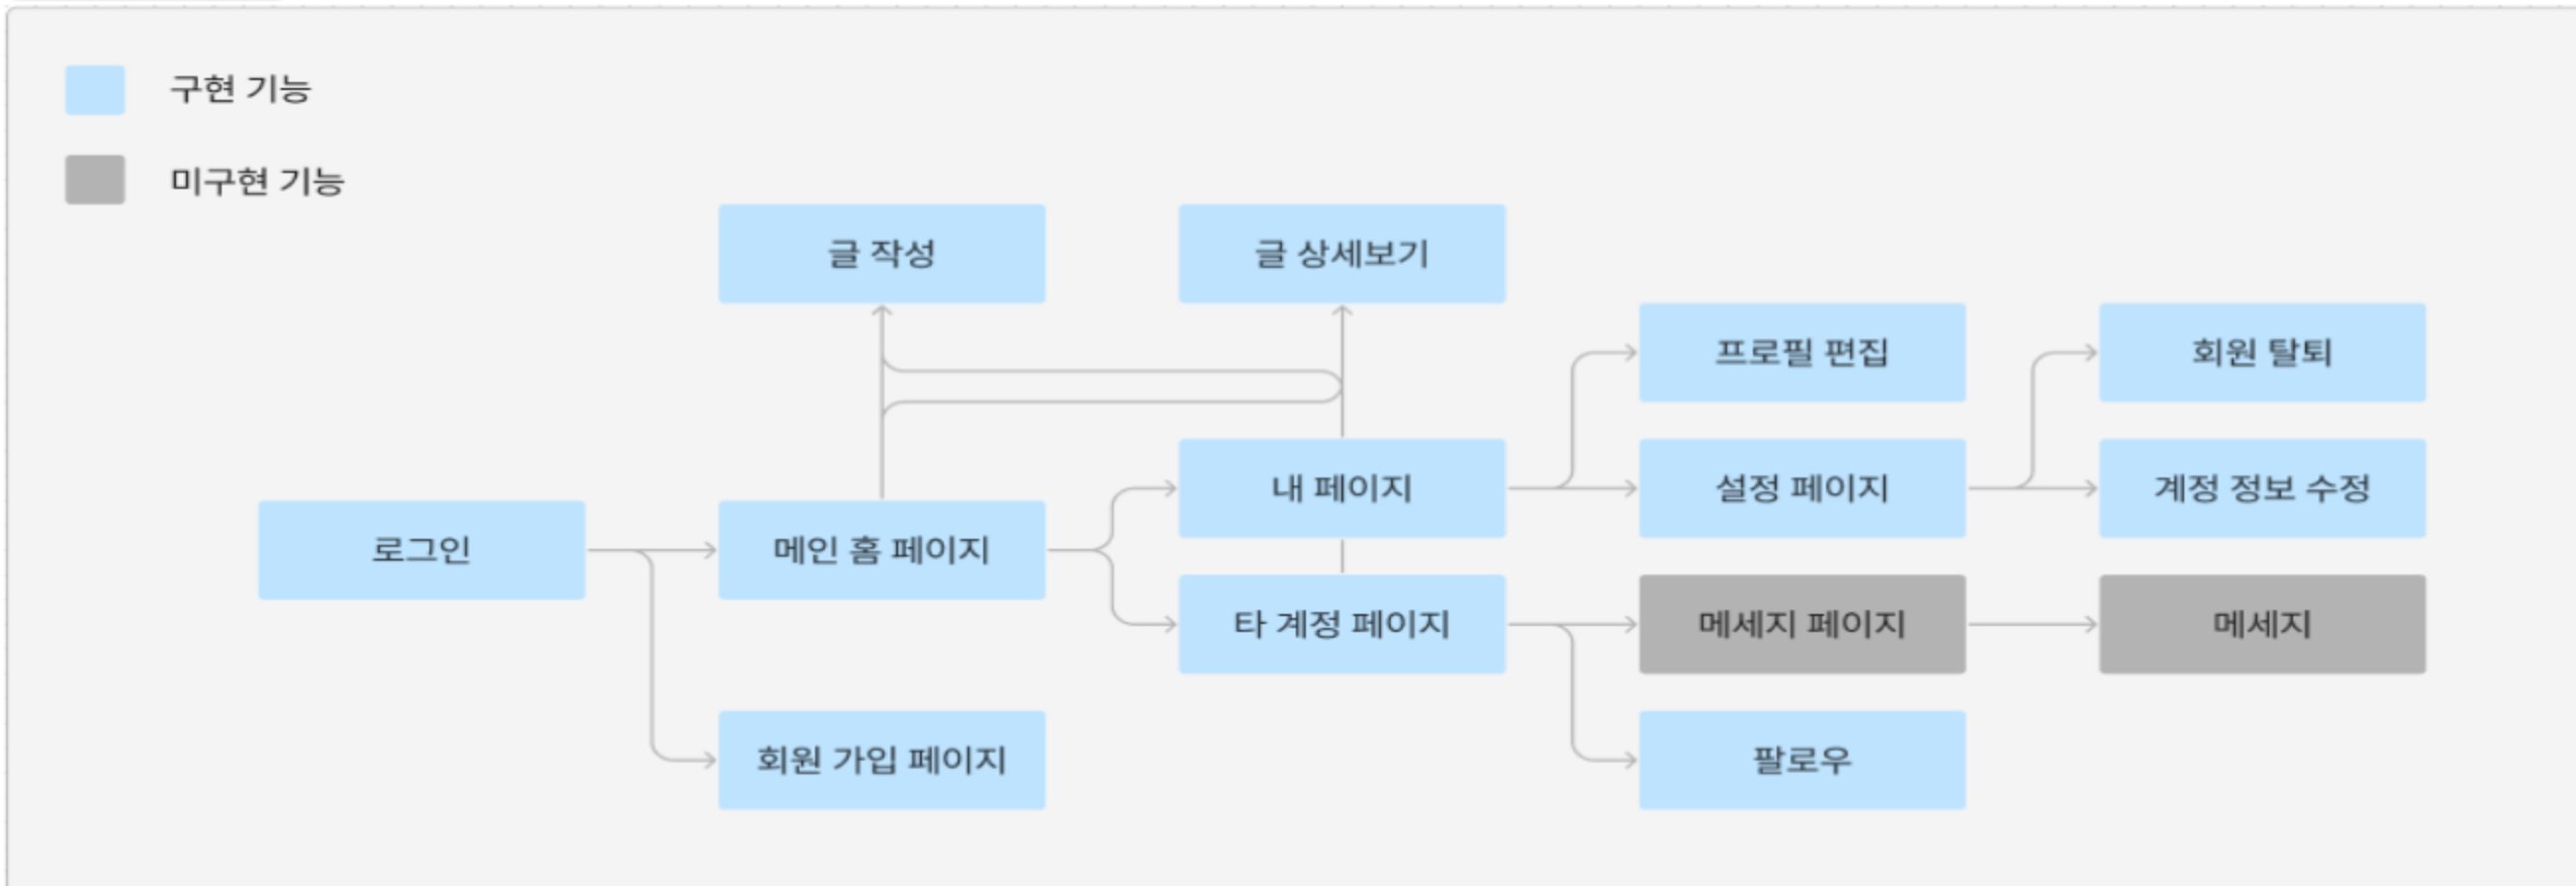 구현 기능
미구현 기능
글 작성
글 상세보기
프로필 편집
회원 탈퇴
내 페이지
설정 페이지
계정 정보 수정
로그인
메인 홈 페이지
타 계정 페이지
메세지 페이지
메세지
회원 가입 페이지
팔로우